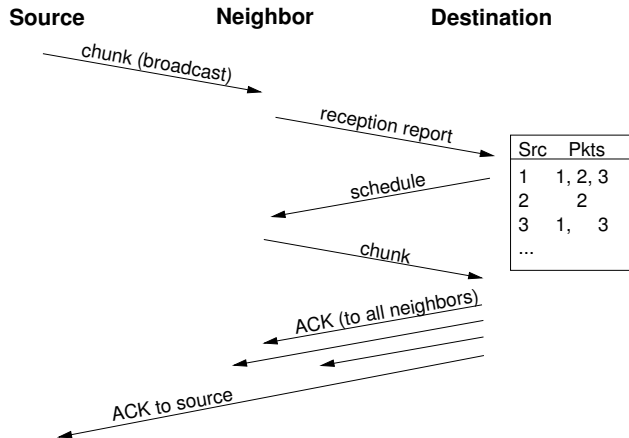 Source Neighbor Destination
chunk (broadcast)
reception report
Src Pkts
1 1, 2, 3
schedule
2 2
3 1, 3
chunk
...
ACK (to all neighbors)
ACK to source